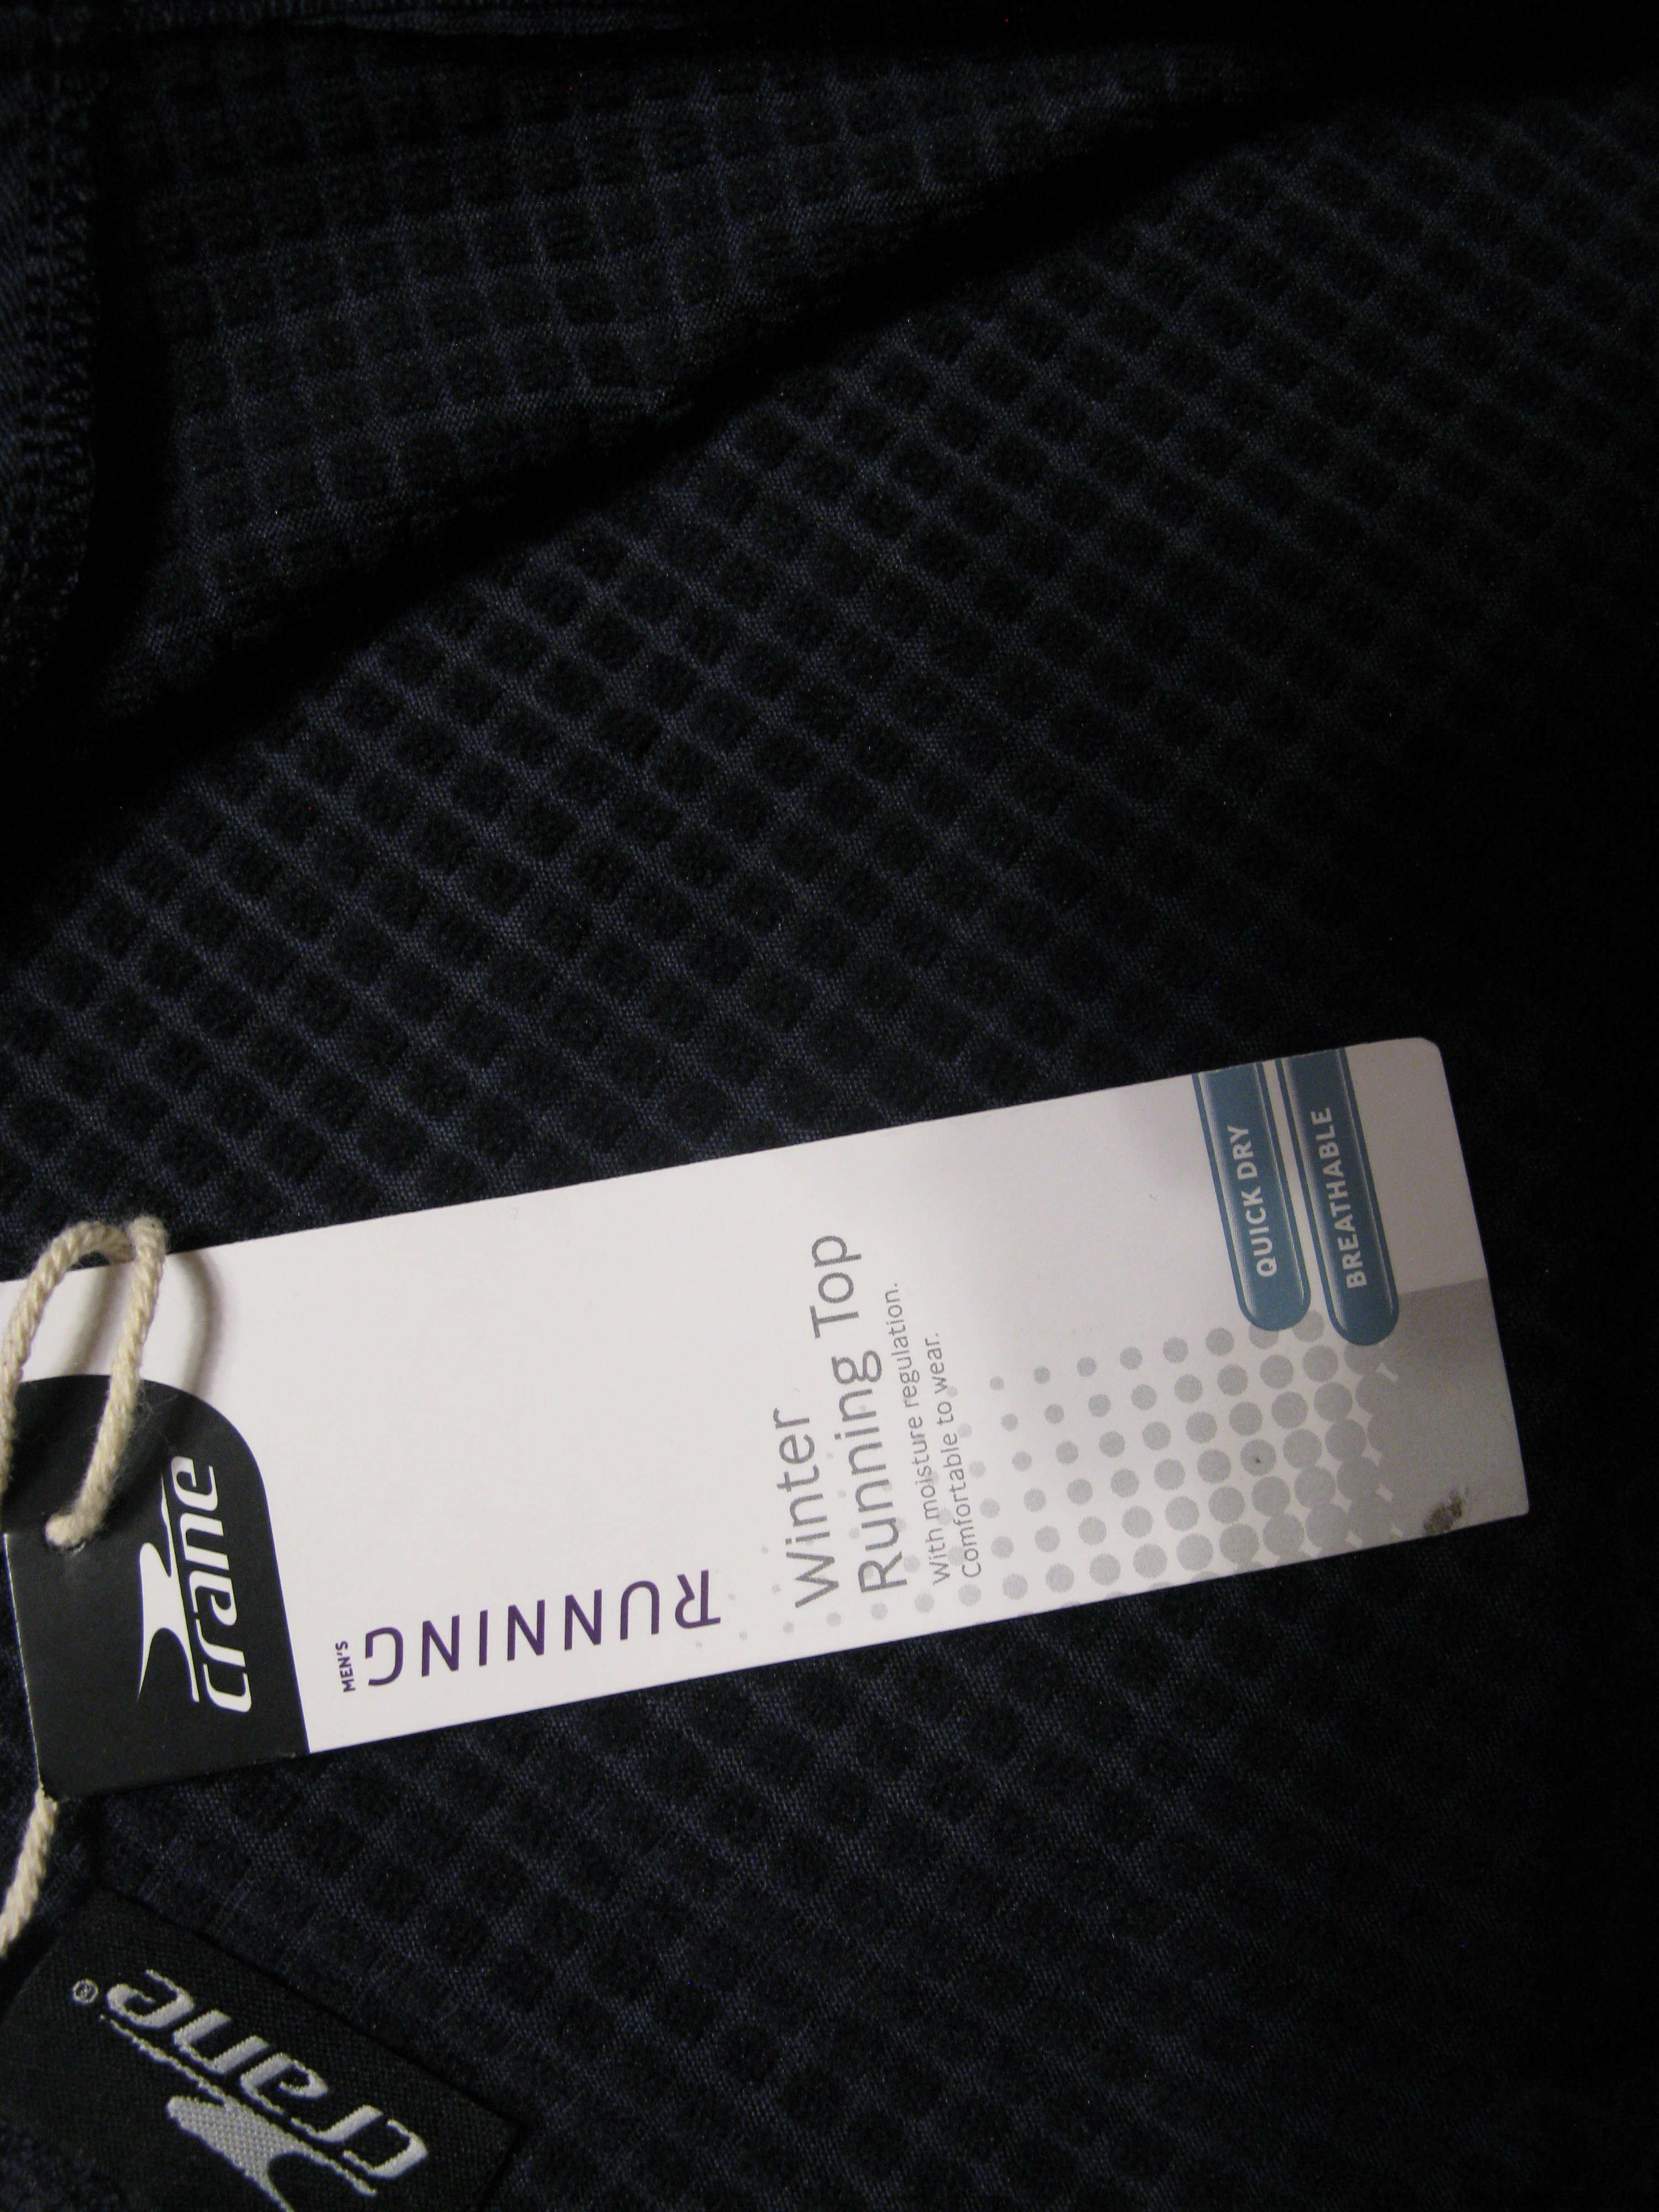 crane
MEN'S
RUNNING
Winter
Running Top
With moisture regulation.
Comfortable to wear.
QUICK DRY
BREATHABLE
crane®